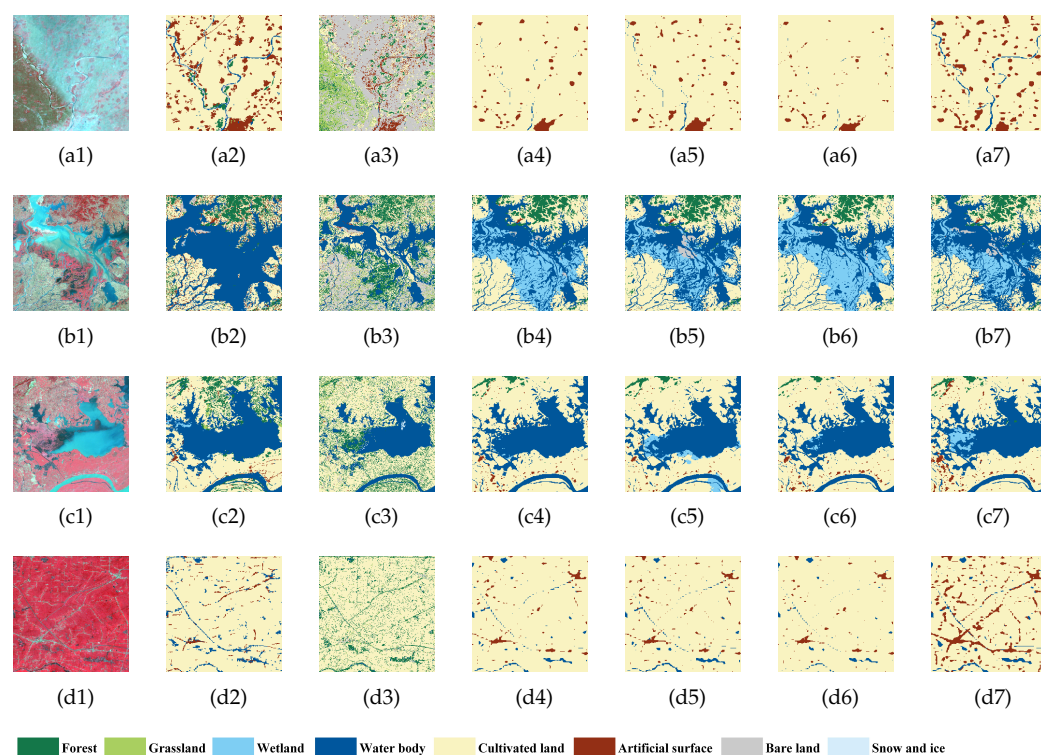 (a1) (a2) (a3) (a4) (a5) (a6) (a7)
(b1) (b2) (b3) (b4) (b5) (b6) (b7)
(c1) (c2) (c3) (c4) (c5) (c6) (c7)
(d1) (d2) (d3) (d4) (d5) (d6) (d7)
Forest Grassland Wetland Water body Cultivated land Artificial surface Bare land Snow and ice